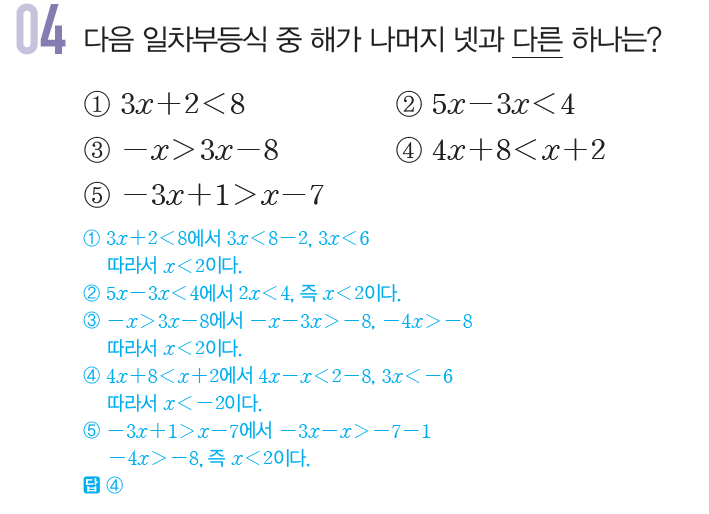 04 다음 일차부등식 중 해가 나머지 넷과 다른 하나는?
① 3x+2<8 ② 5x-3x<4
③ -x>3x-8 ④ 4x+8<x+2
⑤ -3x+1>x-7
① 3x+2<8에서 3x<8-2, 3x<6
따라서 x<2이다.
② 5x-3x<4에서 2x<4, 즉 x<2이다.
③ -x>3x-8에서 -x-3x>-8, -4x>-8
따라서 x<2이다.
④ 4x+8<x+2에서 4x-x<2-8, 3x<-6
따라서 x<-2이다.
⑤ -3x+1>x-7에서 -3x-x>-7-1
-4x>-8, 즉 x<2이다.
답 ④